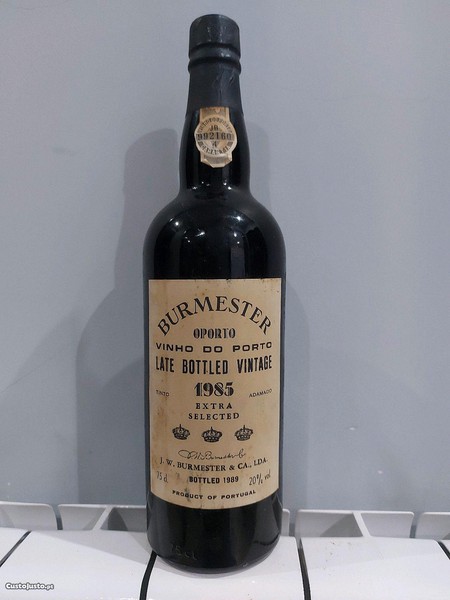 992160
BURMESTER
OPORTO
VINHO DO PORTO
LATE BOTTLED VINTAGE
1985
TINTO ADAMADO
EXTRA
SELECTED
J. W. BURMESTER & CA., LDA.
75 cl BOTTLED 1989 20% vol
PRODUCT OF PORTUGAL
CustoJusto.pt